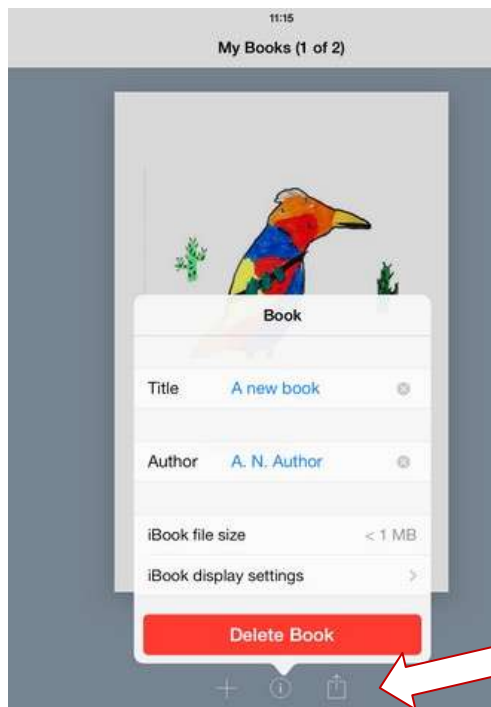 11:15
My Books (1 of 2)
Book
Title A new book
Author A. N. Author
iBook file size < 1 MB
iBook display settings >
Delete Book